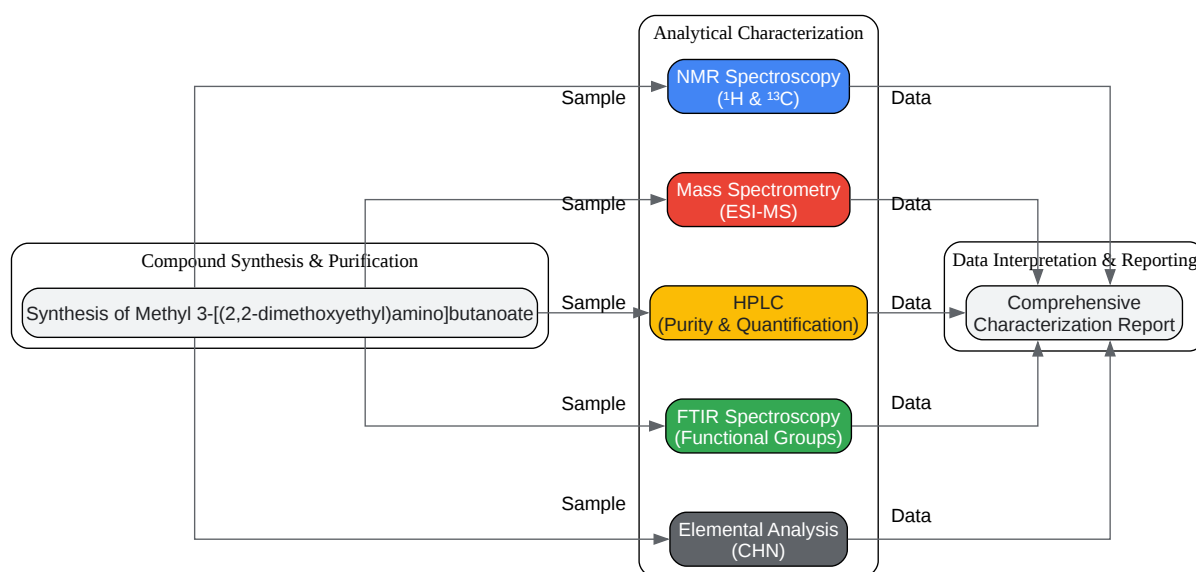 Analytical Characterization
NMR Spectroscopy
(¹H & ¹³C)
Sample
Data
Mass Spectrometry
(ESI-MS)
Sample
Data
Compound Synthesis & Purification
Synthesis of Methyl 3-[(2,2-dimethoxyethyl)amino]butanoate
Sample
HPLC
(Purity & Quantification)
Data
Data Interpretation & Reporting
Comprehensive
Characterization Report
Sample
FTIR Spectroscopy
(Functional Groups)
Data
Sample
Elemental Analysis
(CHN)
Data